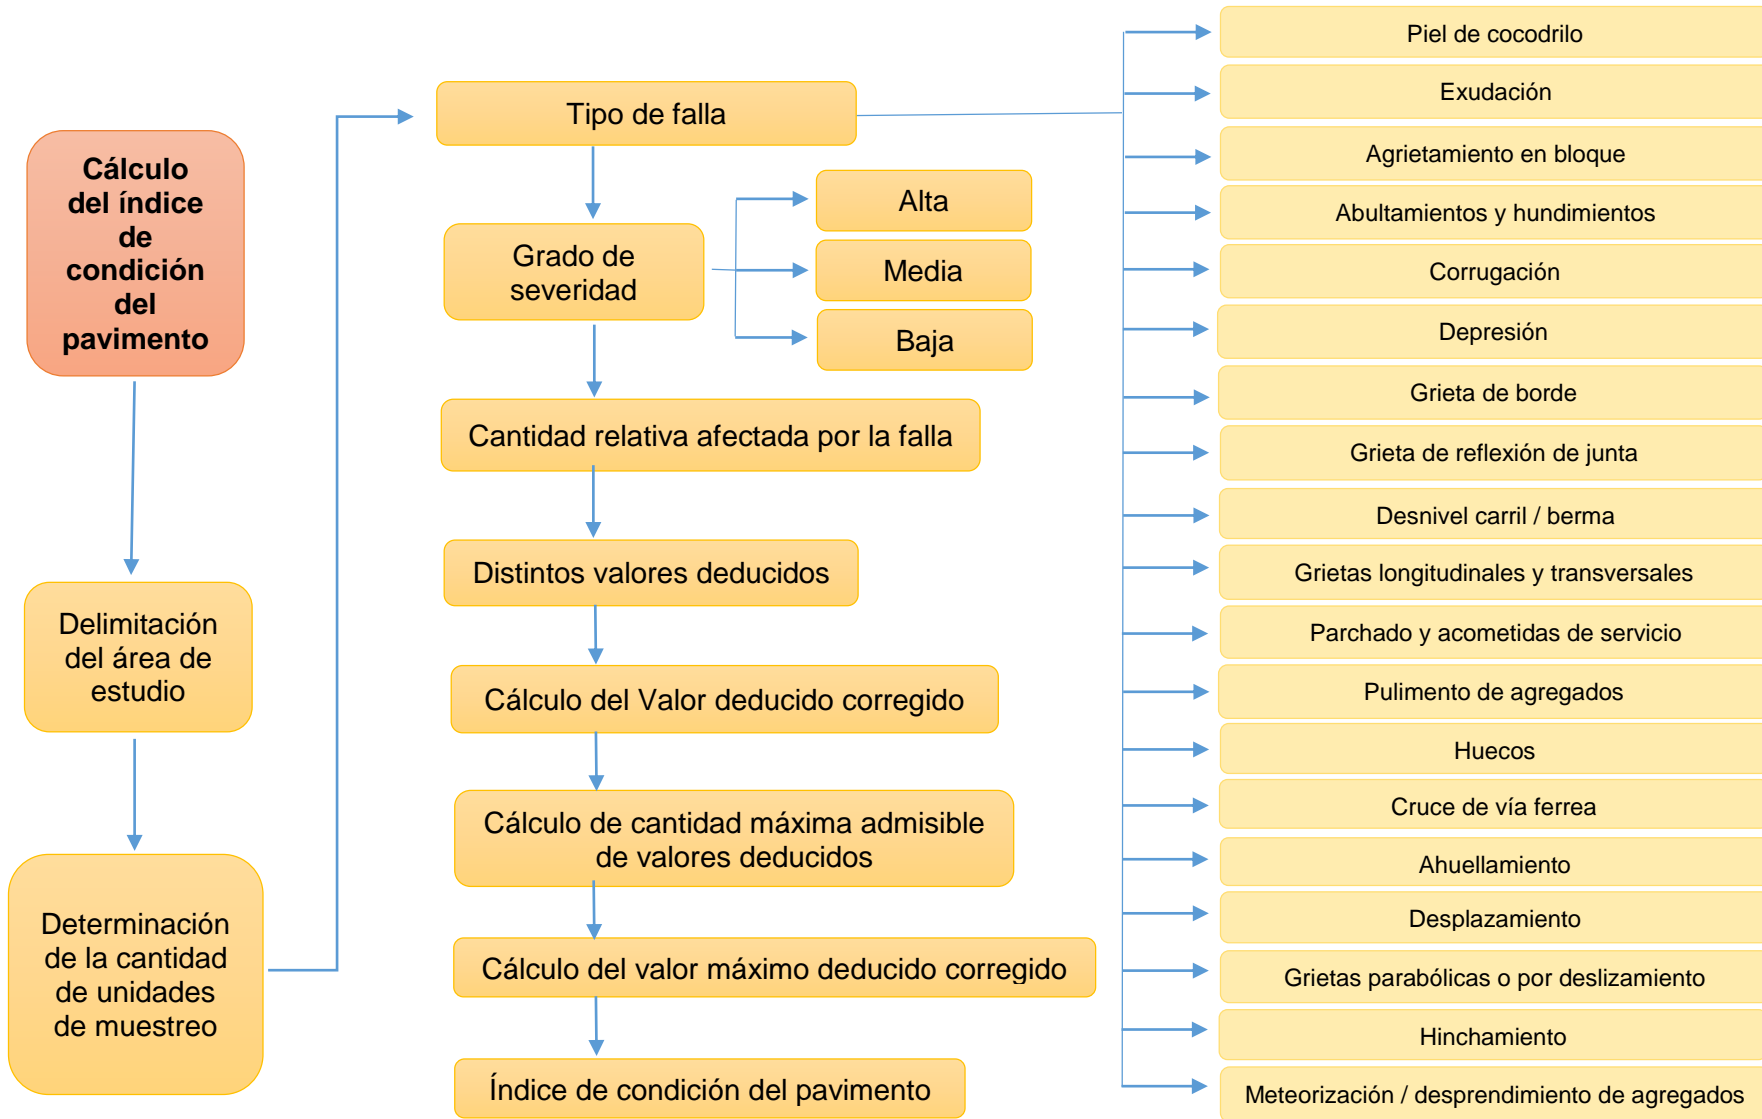 Cálculo
del índice
de
condición
del
pavimento
Delimitación
del área de
estudio
Determinación
de la cantidad
de unidades
de muestreo
Tipo de falla
Grado de
severidad
Alta
Media
Baja
Cantidad relativa afectada por la falla
Distintos valores deducidos
Cálculo del Valor deducido corregido
Cálculo de cantidad máxima admisible
de valores deducidos
Cálculo del valor máximo deducido corregido
Índice de condición del pavimento
Piel de cocodrilo
Exudación
Agrietamiento en bloque
Abultamientos y hundimientos
Corrugación
Depresión
Grieta de borde
Grieta de reflexión de junta
Desnivel carril / berma
Grietas longitudinales y transversales
Parchado y acometidas de servicio
Pulimento de agregados
Huecos
Cruce de vía ferrea
Ahuellamiento
Desplazamiento
Grietas parabólicas o por deslizamiento
Hinchamiento
Meteorización / desprendimiento de agregados